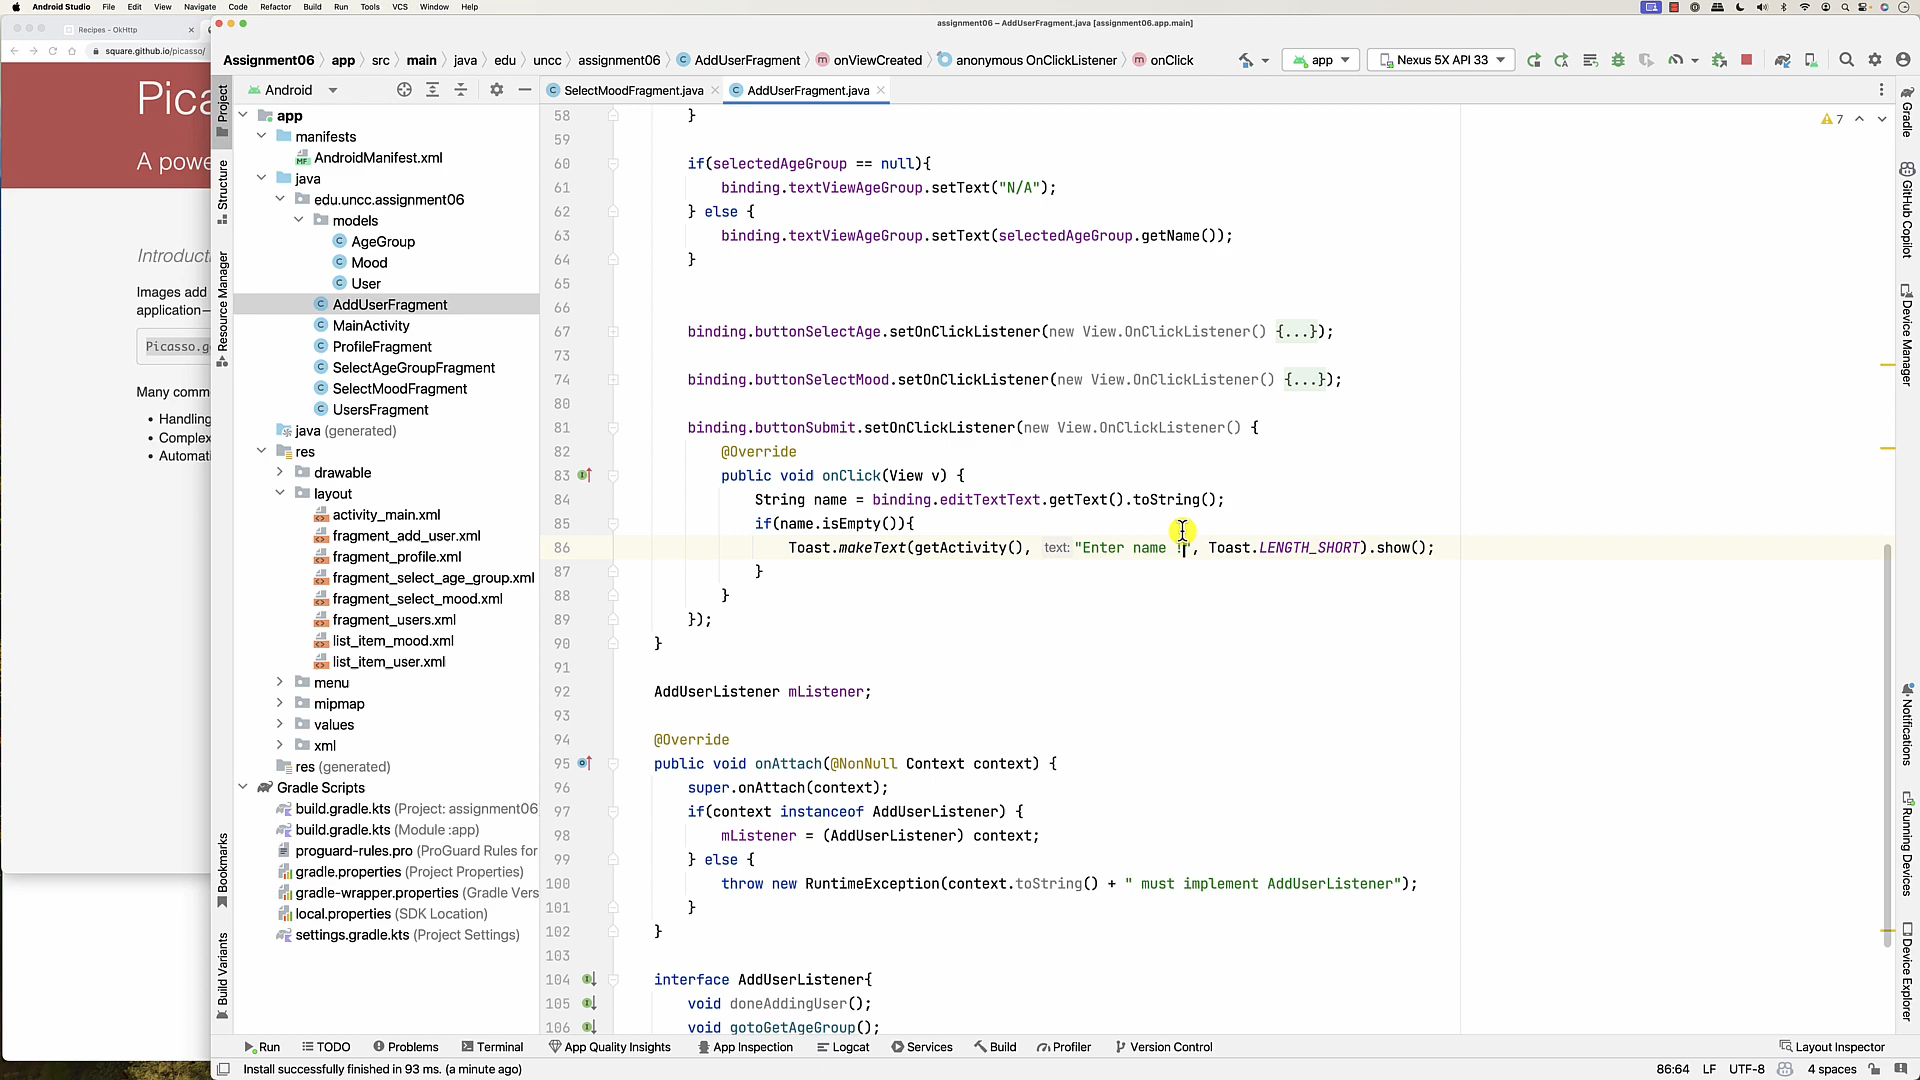 Android Studio File Edit View Navigate Code Refactor Build Run Tools VCS Window Help
assignment06 – AddUserFragment.java [assignment06.app.main]
Recipes - OkHttp
square.github.io/picasso/
Assignment06 app src main java edu uncc assignment06 AddUserFragment onViewCreated anonymous OnClickListener onClick app Nexus 5X API 33
Project
Android
SelectMoodFragment.java AddUserFragment.java
Pica
A powe
Introduct
Images add
application—
Picasso.g
Many comm
Handling
Complex
Automati
Structure
Resource Manager
Bookmarks
Build Variants
app
manifests
AndroidManifest.xml
java
edu.uncc.assignment06
models
AgeGroup
Mood
User
AddUserFragment
MainActivity
ProfileFragment
SelectAgeGroupFragment
SelectMoodFragment
UsersFragment
java (generated)
res
drawable
layout
activity_main.xml
fragment_add_user.xml
fragment_profile.xml
fragment_select_age_group.xml
fragment_select_mood.xml
fragment_users.xml
list_item_mood.xml
list_item_user.xml
menu
mipmap
values
xml
res (generated)
Gradle Scripts
build.gradle.kts (Project: assignment06
build.gradle.kts (Module :app)
proguard-rules.pro (ProGuard Rules for
gradle.properties (Project Properties)
gradle-wrapper.properties (Gradle Vers
local.properties (SDK Location)
settings.gradle.kts (Project Settings)
7
58 }
59
60 if(selectedAgeGroup == null){
61 binding.textViewAgeGroup.setText("N/A");
62 } else {
63 binding.textViewAgeGroup.setText(selectedAgeGroup.getName());
64 }
65
66
67 binding.buttonSelectAge.setOnClickListener(new View.OnClickListener() {...});
73
74 binding.buttonSelectMood.setOnClickListener(new View.OnClickListener() {...});
80
81 binding.buttonSubmit.setOnClickListener(new View.OnClickListener() {
82 @Override
83 public void onClick(View v) {
84 String name = binding.editTextText.getText().toString();
85 if(name.isEmpty()){
86 Toast.makeText(getActivity(), text: "Enter name !", Toast.LENGTH_SHORT).show();
87 }
88 }
89 });
90 }
91
92 AddUserListener mListener;
93
94 @Override
95 public void onAttach(@NonNull Context context) {
96 super.onAttach(context);
97 if(context instanceof AddUserListener) {
98 mListener = (AddUserListener) context;
99 } else {
100 throw new RuntimeException(context.toString() + " must implement AddUserListener");
101 }
102 }
103
104 interface AddUserListener{
105 void doneAddingUser();
106 void gotoGetAgeGroup();
Gradle
GitHub Copilot
Device Manager
Notifications
Running Devices
Device Explorer
Run TODO Problems Terminal App Quality Insights App Inspection Logcat Services Build Profiler Version Control Layout Inspector
Install successfully finished in 93 ms. (a minute ago) 86:64 LF UTF-8 4 spaces